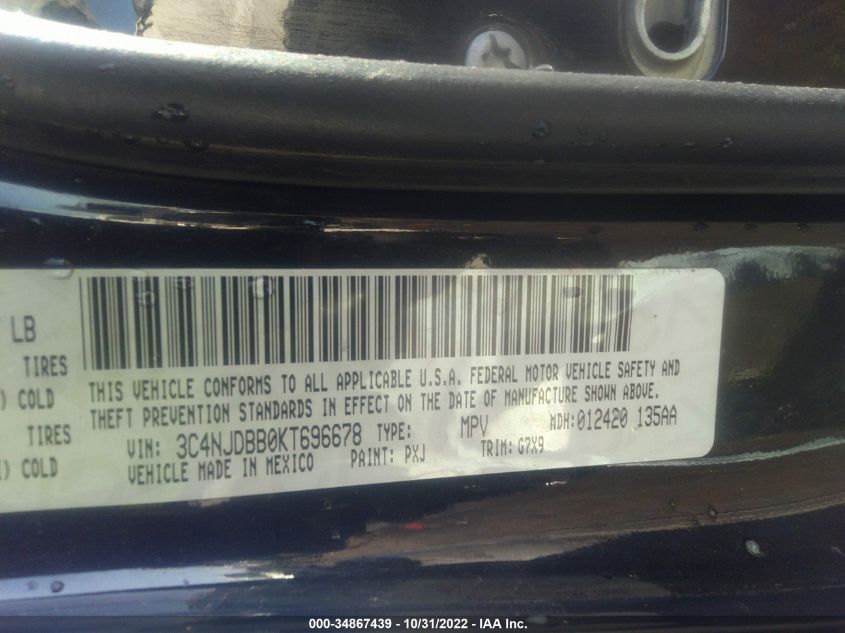 LB
TIRES
) COLD
TIRES
) COLD
THIS VEHICLE CONFORMS TO ALL APPLICABLE U.S.A. FEDERAL MOTOR VEHICLE SAFETY AND
THEFT PREVENTION STANDARDS IN EFFECT ON THE DATE OF MANUFACTURE SHOWN ABOVE.
VIN: 3C4NJDBB0KT696678 TYPE: MPV MDH:012420 135AA
VEHICLE MADE IN MEXICO PAINT: PXJ TRIM: G7X9
000-34867439 - 10/31/2022 - IAA Inc.